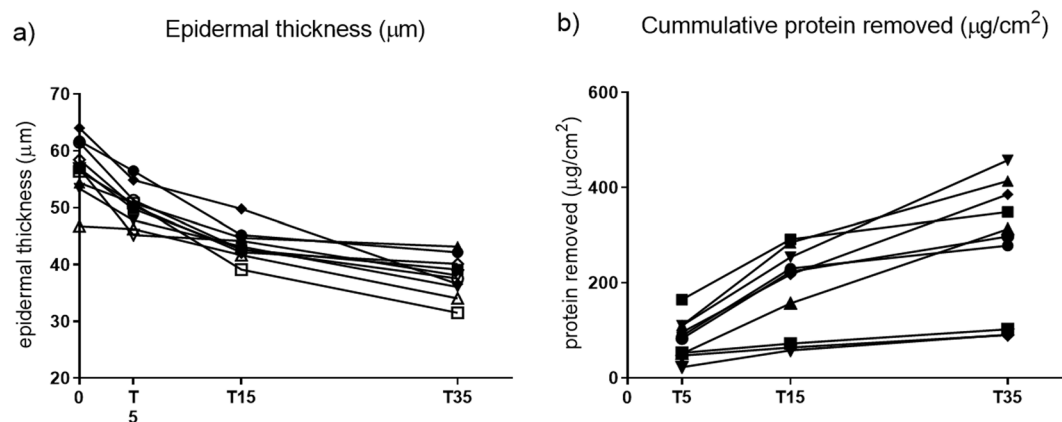 a) Epidermal thickness (μm)
epidermal thickness (μm)
70
60
50
40
30
20
0 T T15 T35
5
b) Cummulative protein removed (μg/cm²)
protein removed (μg/cm²)
600
400
200
0
0 T5 T15 T35